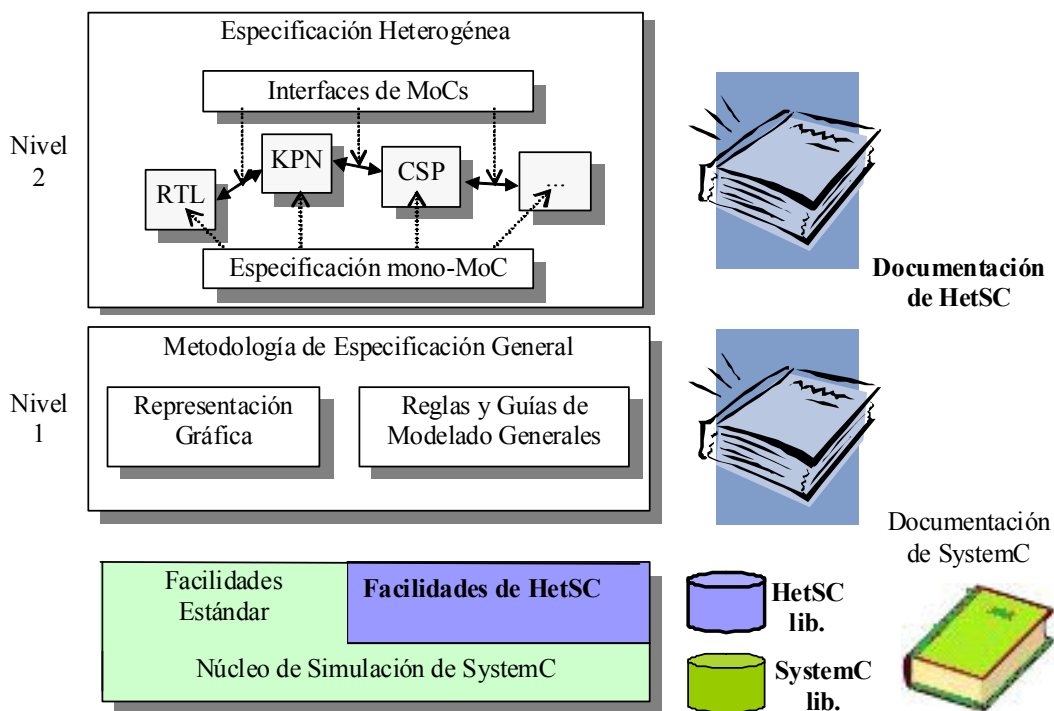 Especificación Heterogénea
Interfaces de MoCs
Nivel
2
RTL
KPN
CSP
...
Especificación mono-MoC
Documentación
de HetSC
Metodología de Especificación General
Nivel
1
Representación
Gráfica
Reglas y Guías de
Modelado Generales
Documentación
de SystemC
Facilidades
Estándar
Facilidades de HetSC
Núcleo de Simulación de SystemC
HetSC
lib.
SystemC
lib.